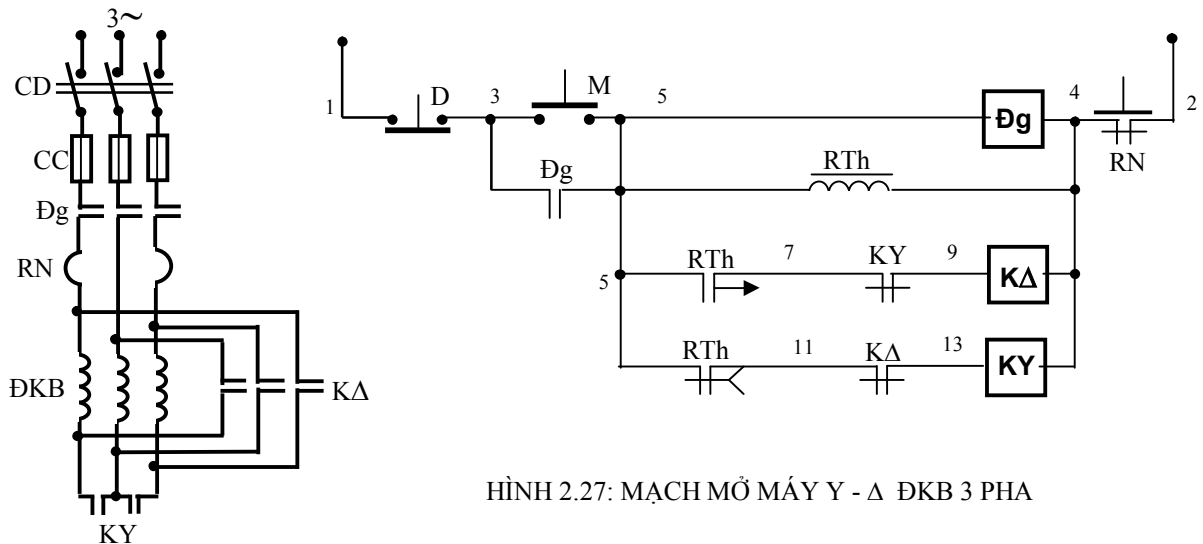 3~
CD
CC
Đg
RN
ĐKB
KΔ
KY
1
D
3
M
5
Đg
4
2
RN
Đg
RTh
5
RTh
7
KY
9
KΔ
RTh
11
KΔ
13
KY
HÌNH 2.27: MẠCH MỞ MÁY Y - Δ ĐKB 3 PHA